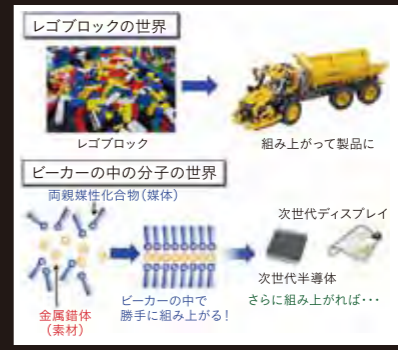 レゴブロックの世界
レゴブロック
組み上がって製品に
ビーカーの中の分子の世界
両親媒性化合物(媒体)
次世代ディスプレイ
次世代半導体
金属錯体
(素材)
ビーカーの中で
勝手に組み上がる!
さらに組み上がれば・・・